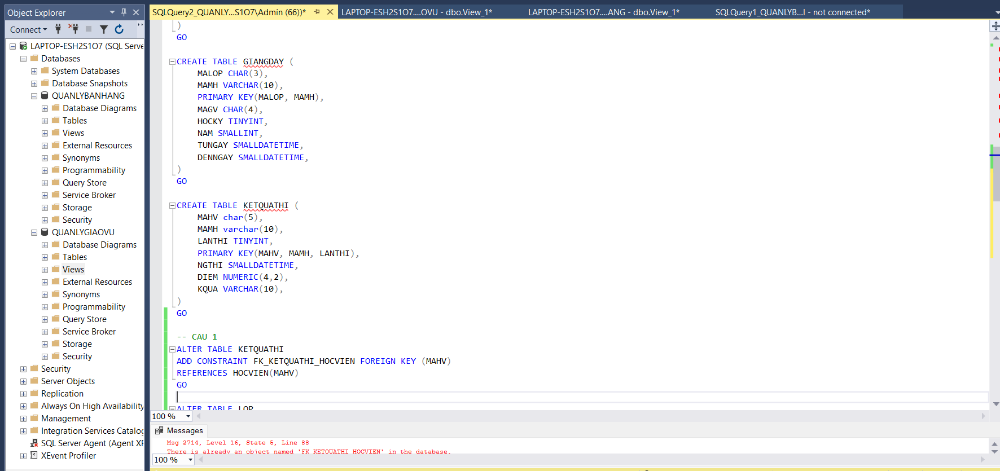 Object Explorer
Connect
LAPTOP-ESH2S1O7 (SQL Serve
Databases
System Databases
Database Snapshots
QUANLYBANHANG
Database Diagrams
Tables
Views
External Resources
Synonyms
Programmability
Query Store
Service Broker
Storage
Security
QUANLYGIAOVU
Database Diagrams
Tables
Views
External Resources
Synonyms
Programmability
Query Store
Service Broker
Storage
Security
Security
Server Objects
Replication
Always On High Availability
Management
Integration Services Catalog
SQL Server Agent (Agent XP
XEvent Profiler
SQLQuery2_QUANLY...S1O7\Admin (66))*
LAPTOP-ESH2S1O7....OVU - dbo.View_1*
LAPTOP-ESH2S1O7....ANG - dbo.View_1*
SQLQuery1_QUANLYB...I - not connected*
)
GO
CREATE TABLE GIANGDAY (
MALOP CHAR(3),
MAMH VARCHAR(10),
PRIMARY KEY(MALOP, MAMH),
MAGV CHAR(4),
HOCKY TINYINT,
NAM SMALLINT,
TUNGAY SMALLDATETIME,
DENNGAY SMALLDATETIME,
)
GO
CREATE TABLE KETQUATHI (
MAHV char(5),
MAMH varchar(10),
LANTHI TINYINT,
PRIMARY KEY(MAHV, MAMH, LANTHI),
NGTHI SMALLDATETIME,
DIEM NUMERIC(4,2),
KQUA VARCHAR(10),
)
GO
-- CAU 1
ALTER TABLE KETQUATHI
ADD CONSTRAINT FK_KETQUATHI_HOCVIEN FOREIGN KEY (MAHV)
REFERENCES HOCVIEN(MAHV)
GO
ALTER TABLE LOP
100 %
Messages
Msg 2714, Level 16, State 5, Line 88
There is already an object named 'FK_KETQUATHI_HOCVIEN' in the database.
100 %